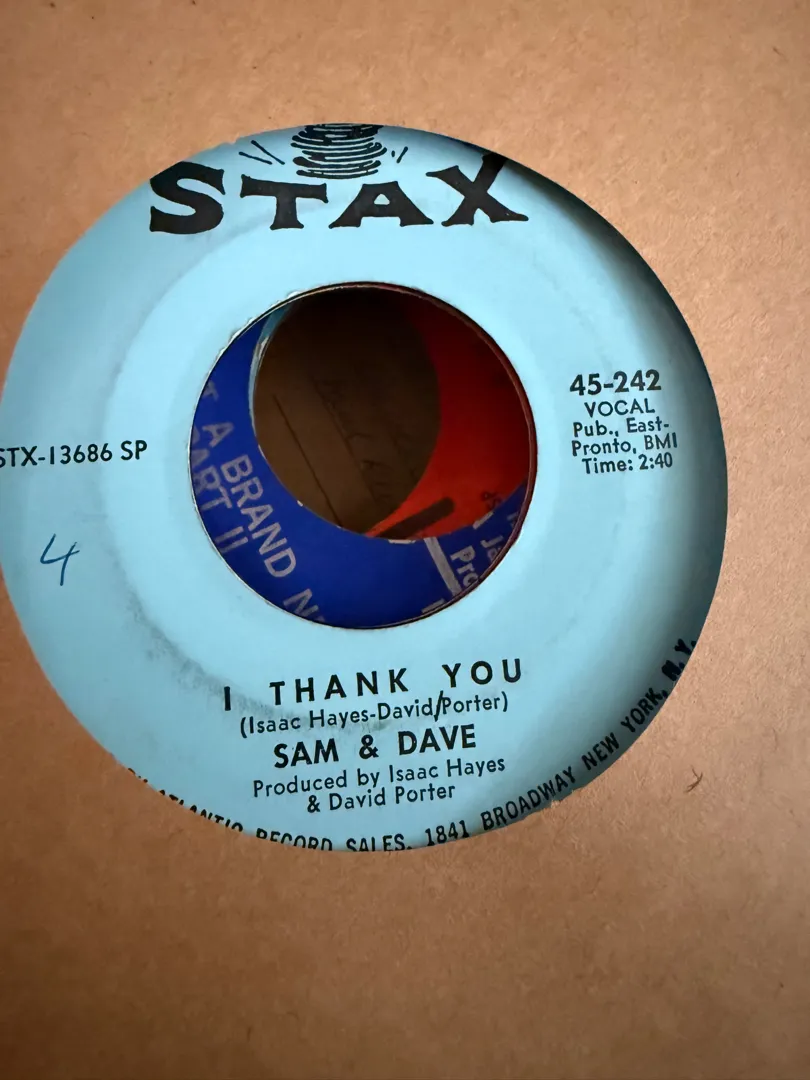 STAX
45-242
VOCAL
Pub., East-
Pronto, BMI
Time: 2:40
STX-13686 SP
4
A BRAND
ART II
Pro
I THANK YOU
(Isaac Hayes-David/Porter)
SAM & DAVE
Produced by Isaac Hayes
& David Porter
ATLANTIC RECORD SALES, 1841 BROADWAY NEW YORK, N. Y.